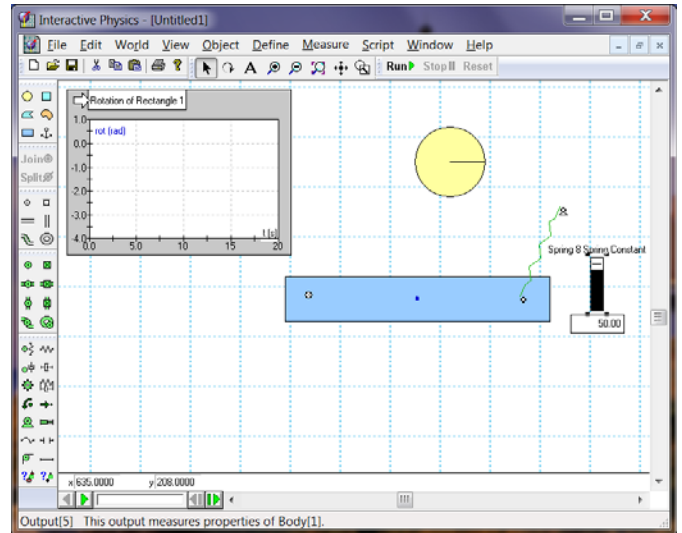 Interactive Physics - [Untitled1]
File Edit World View Object Define Measure Script Window Help
A Run Stop Reset
Join
Split
Rotation of Rectangle 1
1.0
rot (rad)
0.0
-1.0
-2.0
-3.0
-4.0
t [s]
0.0 5.0 10 15 20
Spring 8 Spring Constant
50.00
x 635.0000 y 208.0000
Output[5] This output measures properties of Body[1].